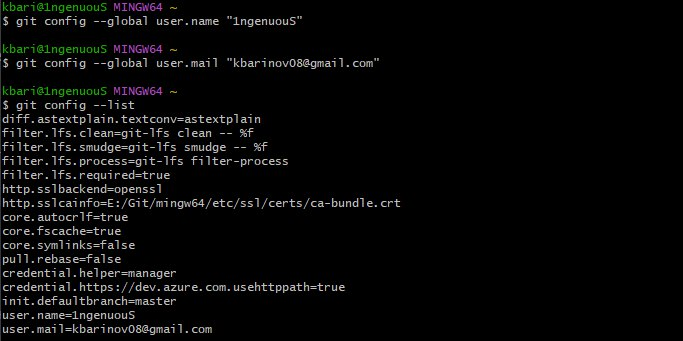 kbari@1ngenuouS MINGW64 ~
$ git config --global user.name "1ngenuouS"
kbari@1ngenuouS MINGW64 ~
$ git config --global user.mail "kbarinov08@gmail.com"
kbari@1ngenuouS MINGW64 ~
$ git config --list
diff.astextplain.textconv=astextplain
filter.lfs.clean=git-lfs clean -- %f
filter.lfs.smudge=git-lfs smudge -- %f
filter.lfs.process=git-lfs filter-process
filter.lfs.required=true
http.sslbackend=openssl
http.sslcainfo=E:/Git/mingw64/etc/ssl/certs/ca-bundle.crt
core.autocrlf=true
core.fscache=true
core.symlinks=false
pull.rebase=false
credential.helper=manager
credential.https://dev.azure.com.usehttppath=true
init.defaultbranch=master
user.name=1ngenuouS
user.mail=kbarinov08@gmail.com